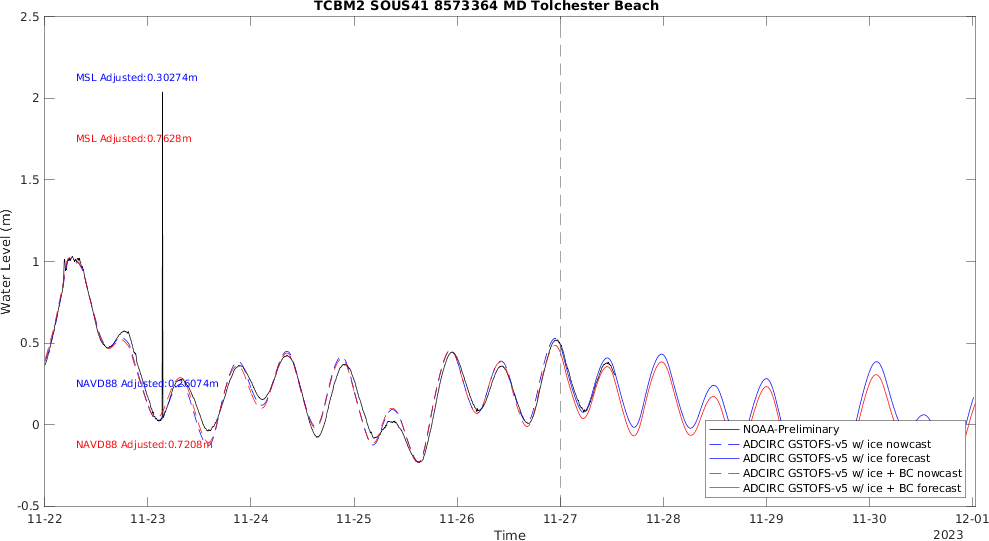 TCBM2 SOUS41 8573364 MD Tolchester Beach
2.5
2
1.5
1
0.5
0
-0.5
Water Level (m)
MSL Adjusted:0.30274m
MSL Adjusted:0.7628m
NAVD88 Adjusted:0.26074m
NAVD88 Adjusted:0.7208m
NOAA-Preliminary
ADCIRC GSTOFS-v5 w/ ice nowcast
ADCIRC GSTOFS-v5 w/ ice forecast
ADCIRC GSTOFS-v5 w/ ice + BC nowcast
ADCIRC GSTOFS-v5 w/ ice + BC forecast
11-22 11-23 11-24 11-25 11-26 11-27 11-28 11-29 11-30 12-01
Time
2023